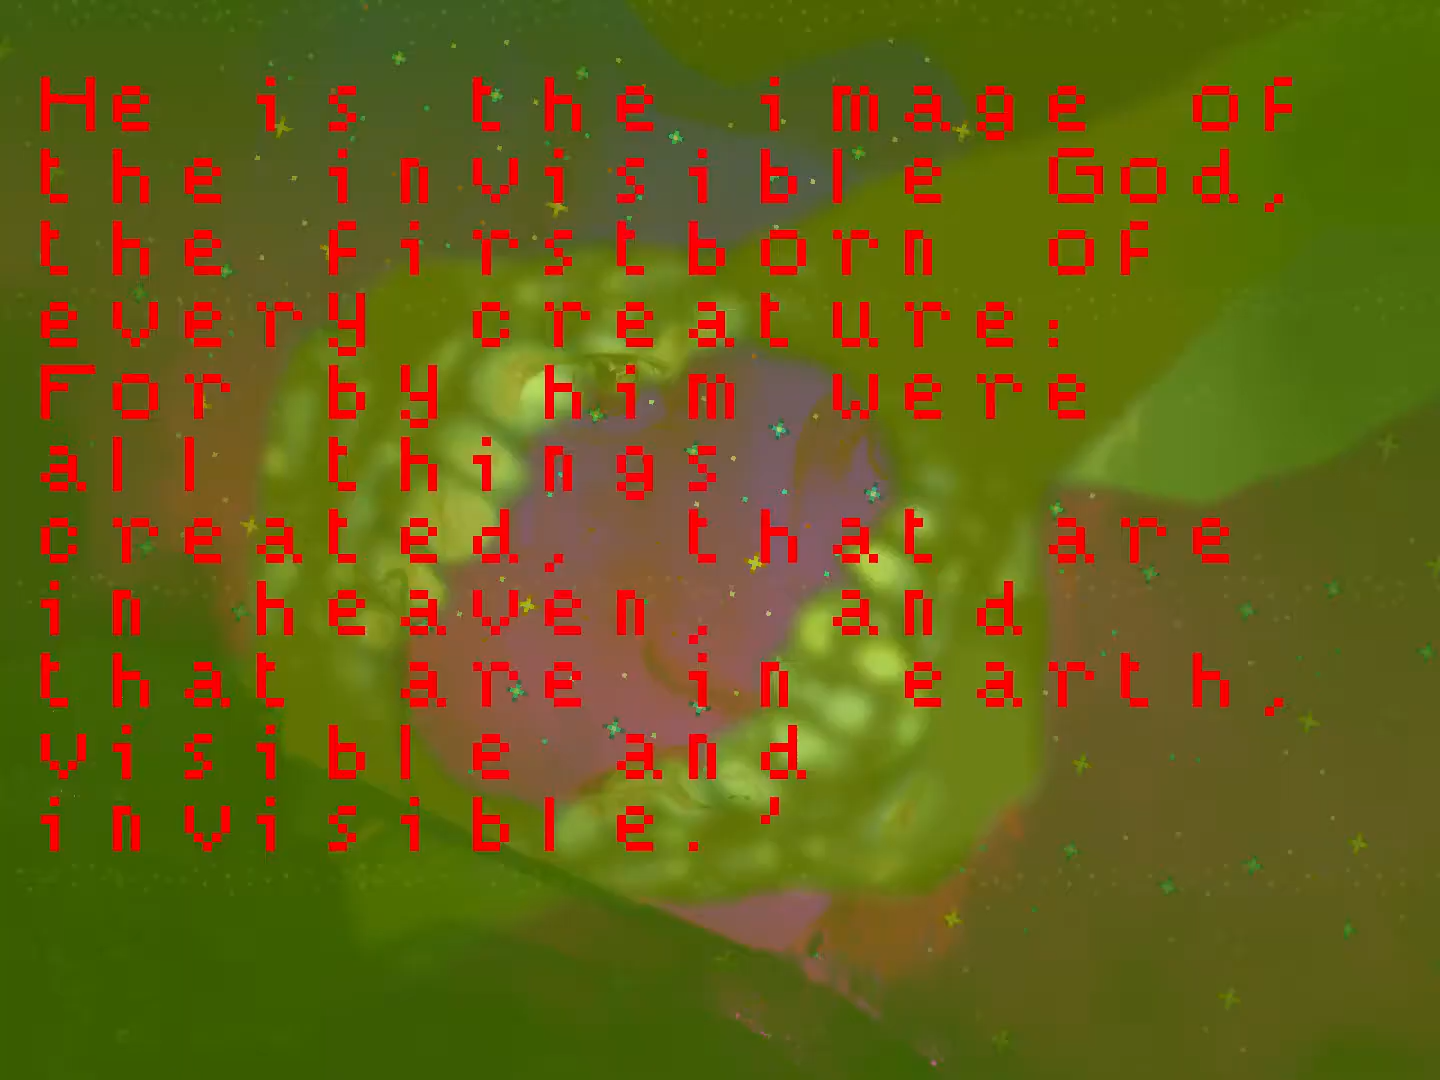 He is the image of
the invisible God,
the firstborn of
every creature:
For by him were
all things
created, that are
in heaven, and
that are in earth,
visible and
invisible.'